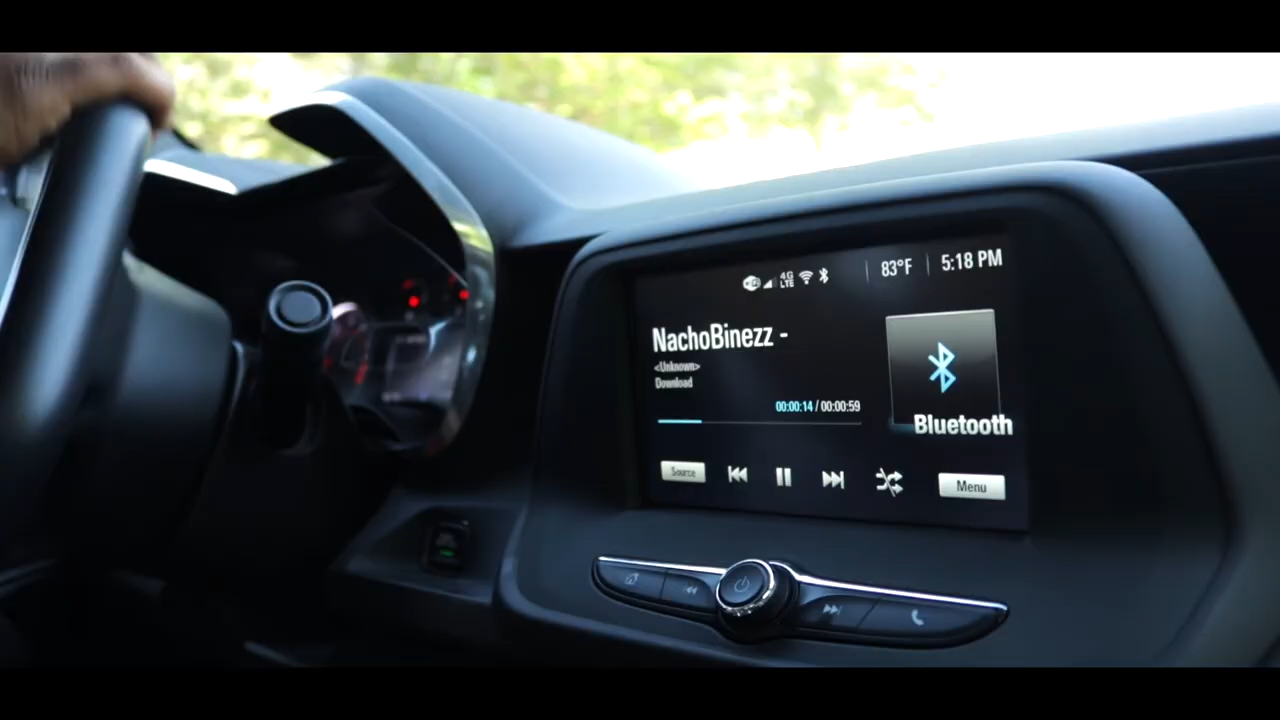 4G
LTE
83°F
5:18 PM
NachoBinezz -
<Unknown>
Download
00:00:14 / 00:00:59
Bluetooth
Source
Menu